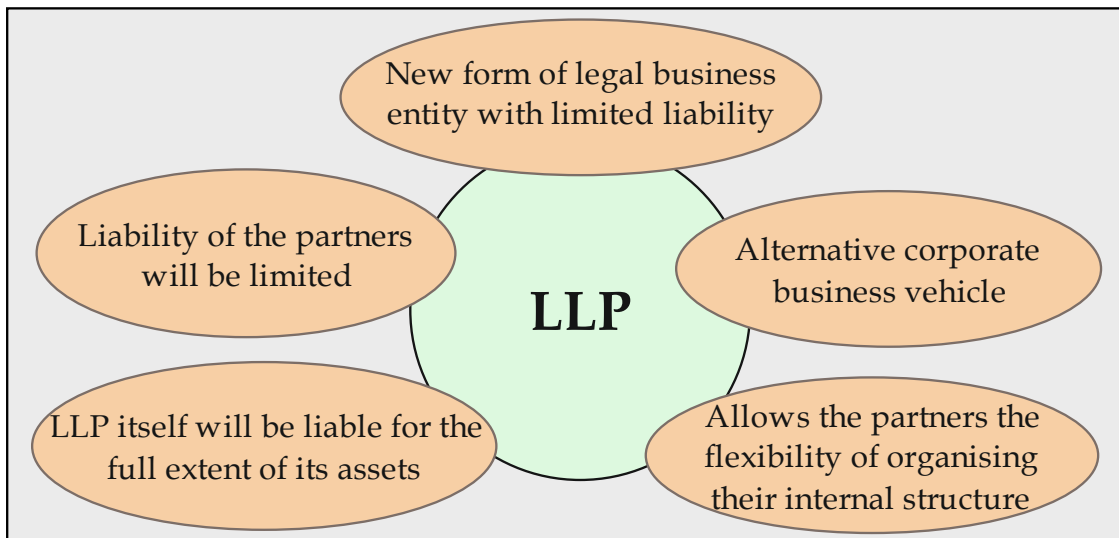 New form of legal business
entity with limited liability
Liability of the partners
will be limited
Alternative corporate
business vehicle
LLP
LLP itself will be liable for the
full extent of its assets
Allows the partners the
flexibility of organising
their internal structure